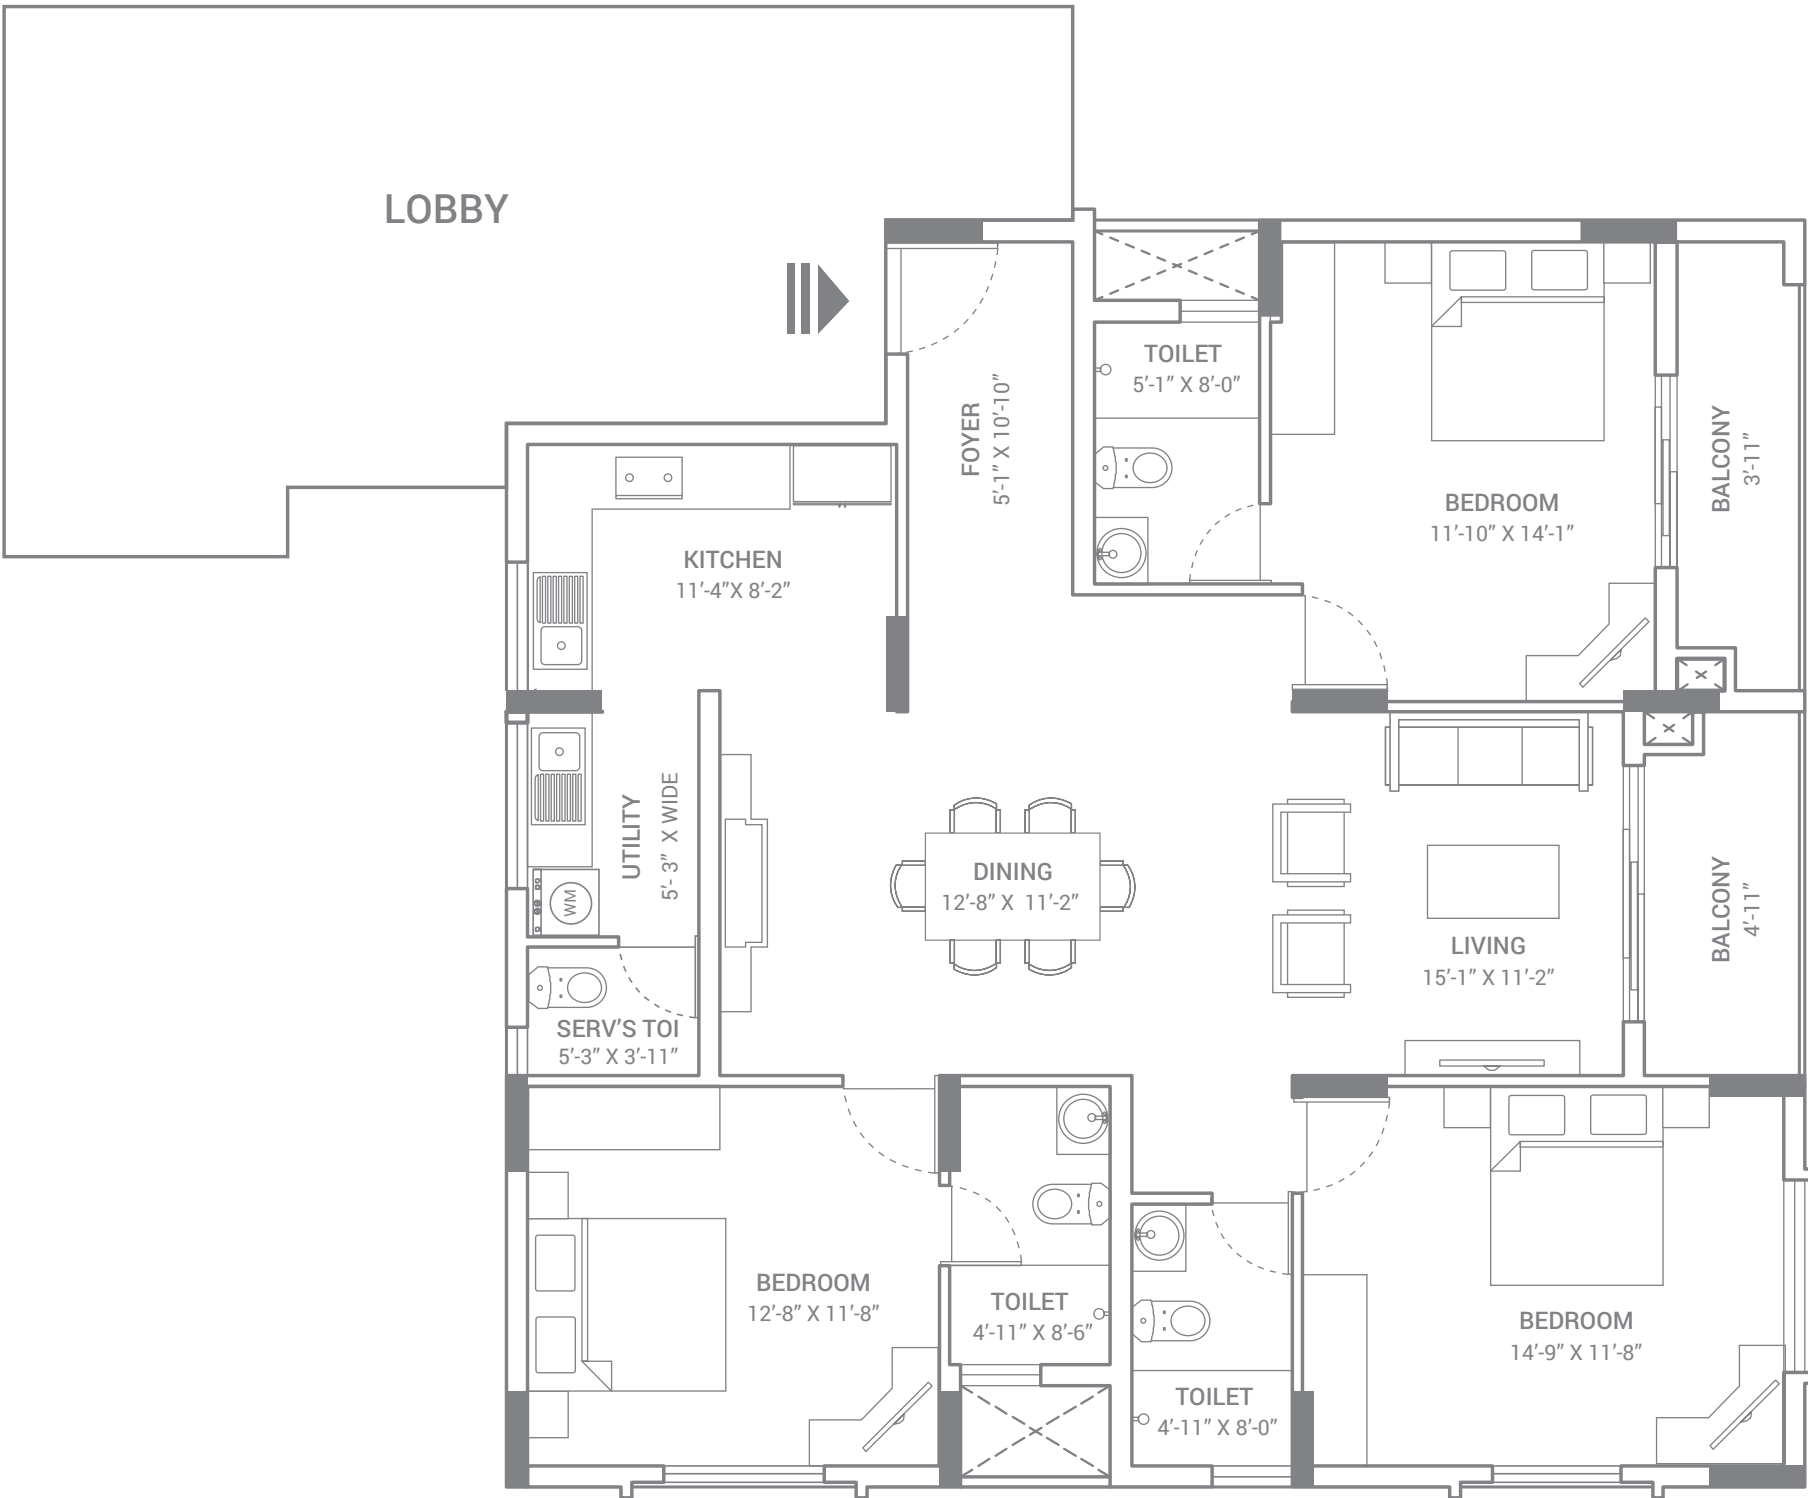 LOBBY
TOILET
5’-1” X 8’-0”
FOYER
5’-1” X 10’-10”
BEDROOM
11’-10” X 14’-1”
BALCONY
3’-11”
KITCHEN
11’-4”X 8’-2”
X
X
UTILITY
5’- 3”  X WIDE
WM
DINING
12’-8” X  11’-2”
LIVING
15’-1” X 11’-2”
BALCONY
4’-11”
SERV’S TOI
5’-3” X 3’-11”
BEDROOM
12’-8” X 11’-8”
TOILET
4’-11” X 8’-6”
TOILET
4’-11” X 8’-0”
BEDROOM
14’-9” X 11’-8”